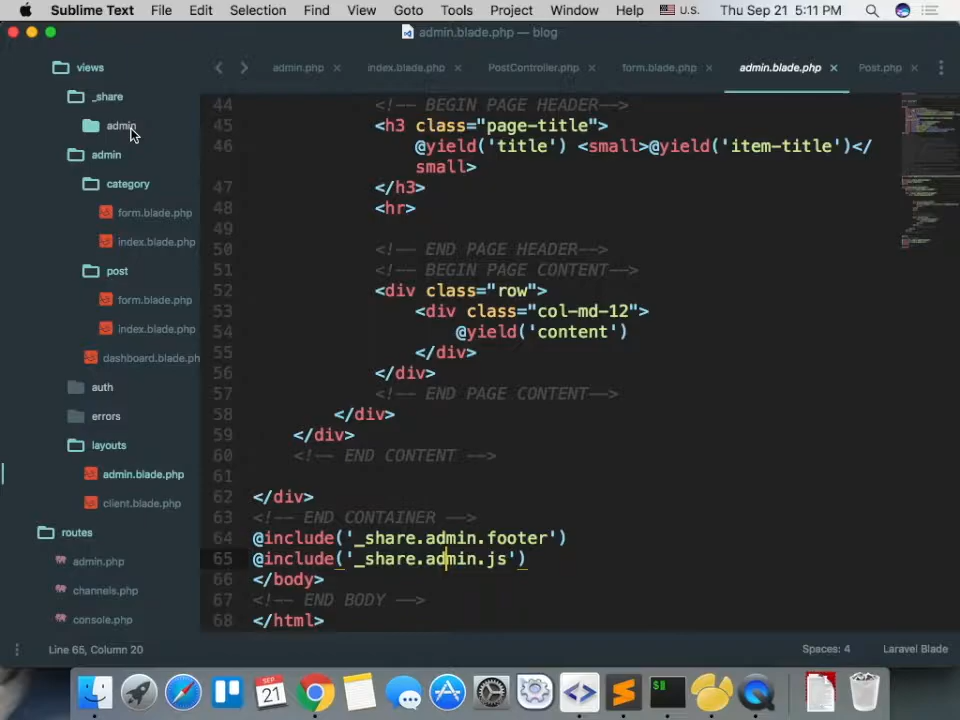 Sublime Text File Edit Selection Find View Goto Tools Project Window Help U.S. Thu Sep 21 5:11 PM
admin.blade.php — blog
admin.php × index.blade.php × PostController.php × form.blade.php × admin.blade.php × Post.php ×
views
_share
admin
admin
category
form.blade.php
index.blade.php
post
form.blade.php
index.blade.php
dashboard.blade.ph
auth
errors
layouts
admin.blade.php
client.blade.php
routes
admin.php
channels.php
console.php
44 <!-- BEGIN PAGE HEADER-->
45 <h3 class="page-title">
46 @yield('title') <small>@yield('item-title')</
small>
47 </h3>
48 <hr>
49
50 <!-- END PAGE HEADER-->
51 <!-- BEGIN PAGE CONTENT-->
52 <div class="row">
53 <div class="col-md-12">
54 @yield('content')
55 </div>
56 </div>
57 <!-- END PAGE CONTENT-->
58 </div>
59 </div>
60 <!-- END CONTENT -->
61
62 </div>
63 <!-- END CONTAINER -->
64 @include('_share.admin.footer')
65 @include('_share.admin.js')
66 </body>
67 <!-- END BODY -->
68 </html>
Line 65, Column 20 Spaces: 4 Laravel Blade
SEP
21